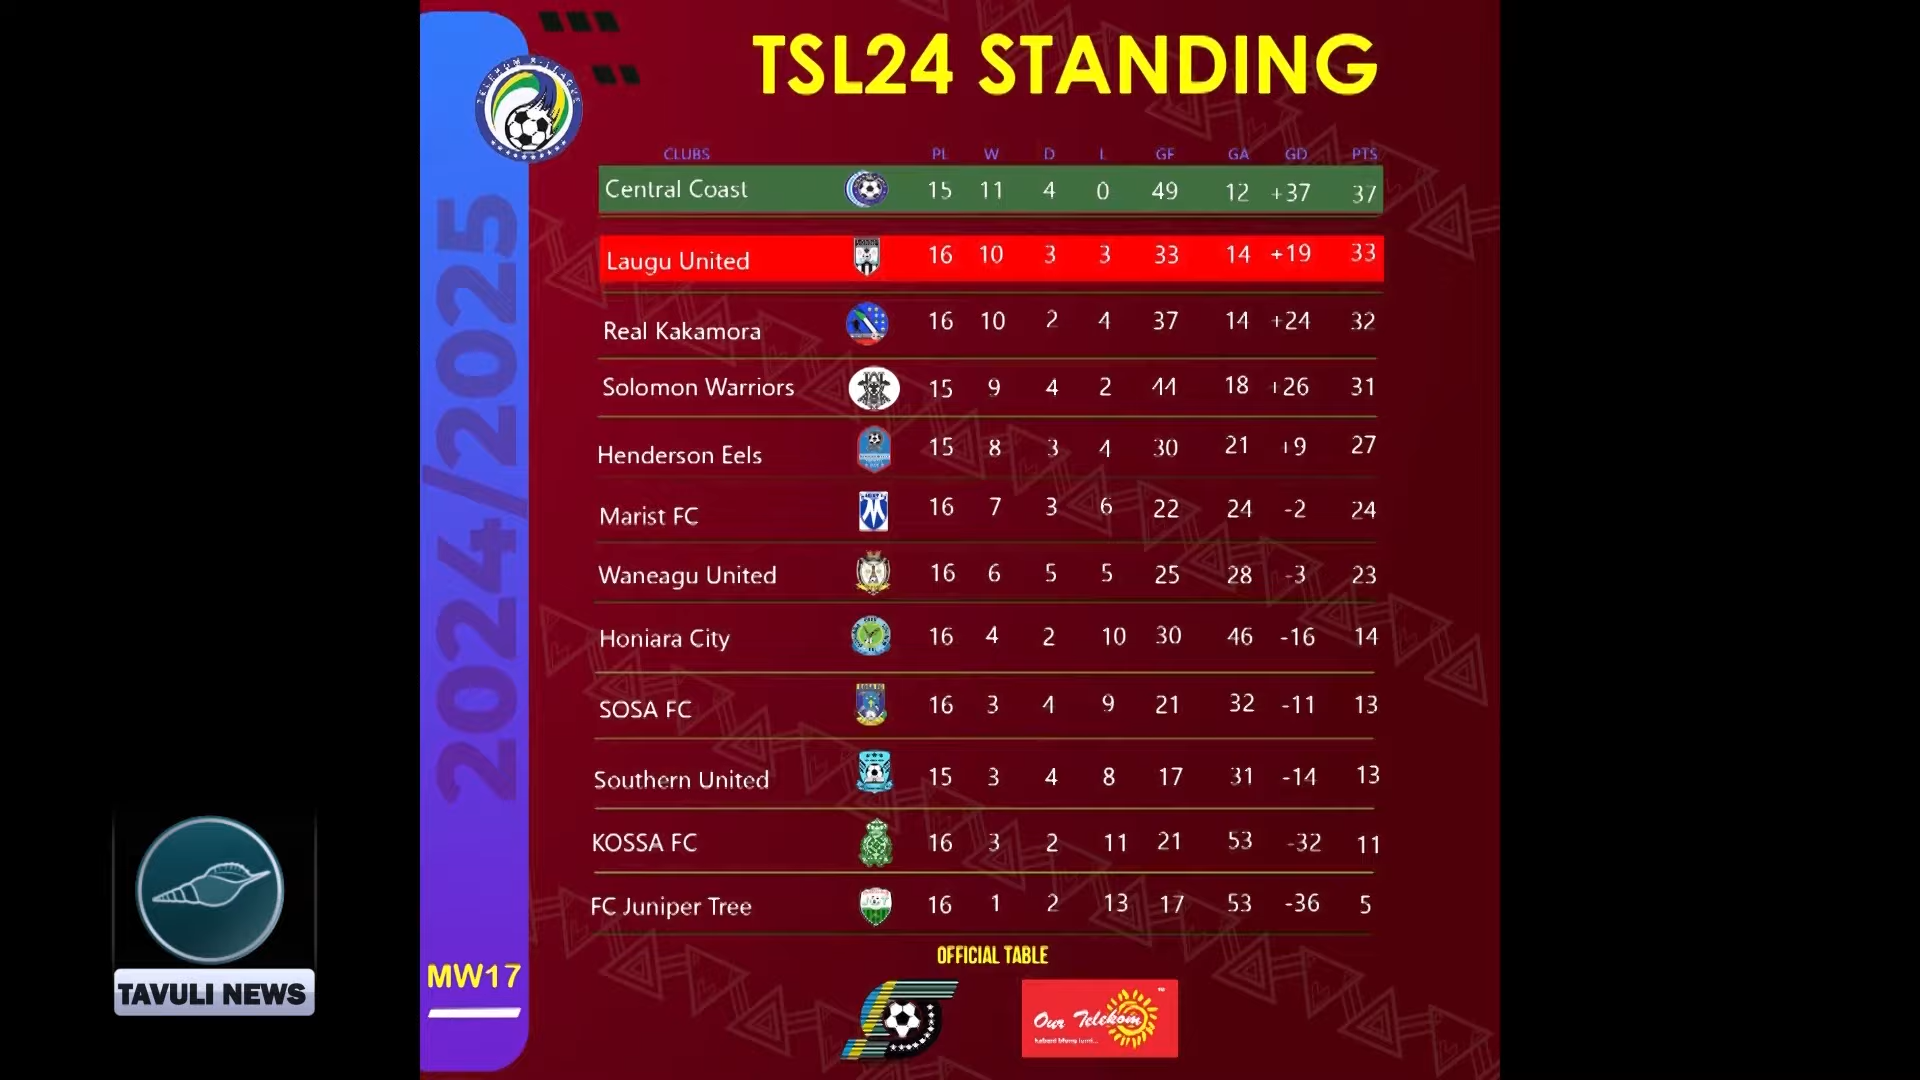 TSL24 STANDING
CLUBS PL W D L GF GA GD PTS
Central Coast 15 11 4 0 49 12 +37 37
Laugu United 16 10 3 3 33 14 +19 33
Real Kakamora 16 10 2 4 37 14 +24 32
Solomon Warriors 15 9 4 2 44 18 +26 31
Henderson Eels 15 8 3 4 30 21 +9 27
Marist FC 16 7 3 6 22 24 -2 24
Waneagu United 16 6 5 5 25 28 -3 23
Honiara City 16 4 2 10 30 46 -16 14
SOSA FC 16 3 4 9 21 32 -11 13
Southern United 15 3 4 8 17 31 -14 13
KOSSA FC 16 3 2 11 21 53 -32 11
FC Juniper Tree 16 1 2 13 17 53 -36 5
OFFICIAL TABLE
2024/2025
MW17
Our Telekom
TAVULI NEWS